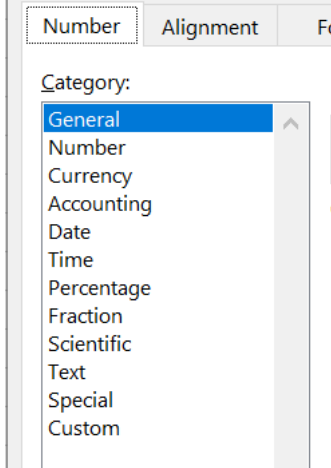 Number Alignment
Category:
General
Number
Currency
Accounting
Date
Time
Percentage
Fraction
Scientific
Text
Special
Custom